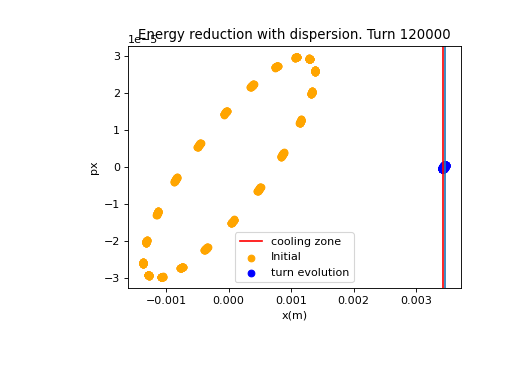 Energy reduction with dispersion. Turn 120000
1e−5
3
2
1
px
0
−1
−2
−3
cooling zone
Initial
turn evolution
−0.001 0.000 0.001 0.002 0.003
x(m)